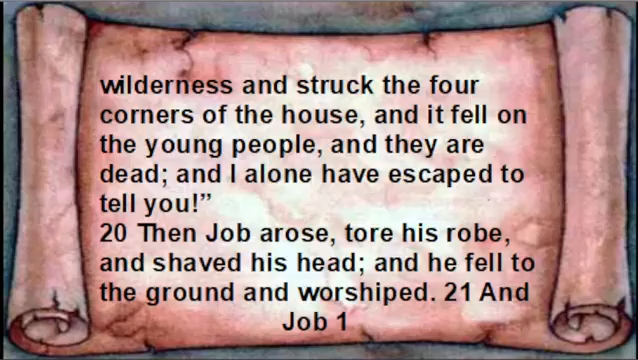 wilderness and struck the four
corners of the house, and it fell on
the young people, and they are
dead; and I alone have escaped to
tell you!”
20 Then Job arose, tore his robe,
and shaved his head; and he fell to
the ground and worshiped. 21 And
Job 1